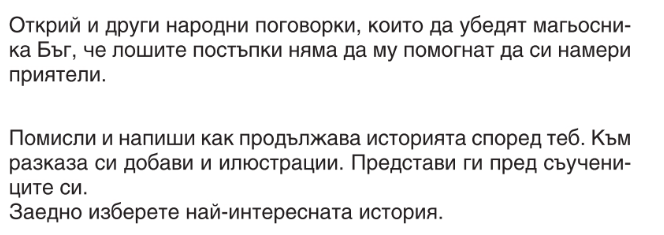 Открий и други народни поговорки, които да убедят магьосни-
ка Бъг, че лошите постъпки няма да му помогнат да си намери
приятели.
Помисли и напиши как продължава историята според теб. Към
разказа си добави и илюстрации. Представи ги пред съучени-
ците си.
Заедно изберете най-интересната история.